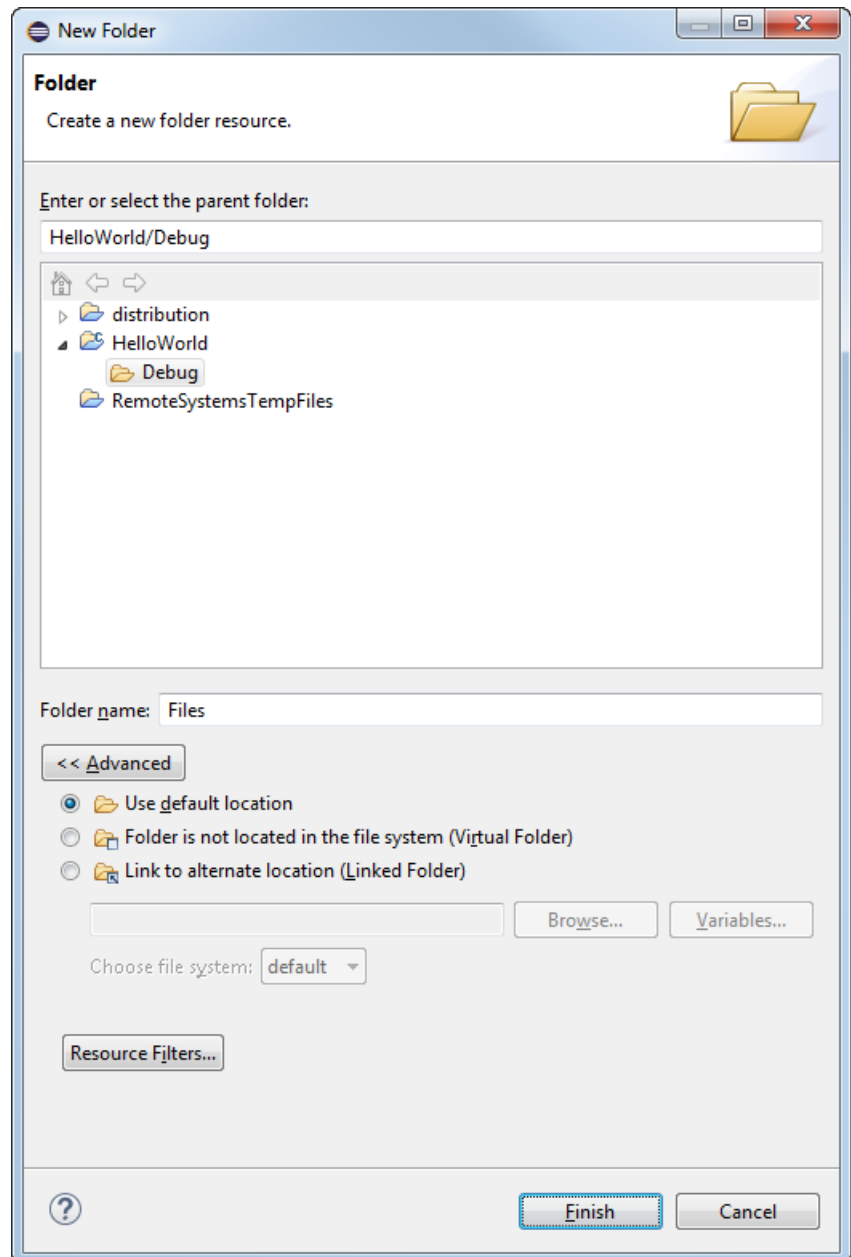 New Folder
Folder
Create a new folder resource.
Enter or select the parent folder:
HelloWorld/Debug
distribution
HelloWorld
Debug
RemoteSystemsTempFiles
Folder name: Files
<< Advanced
Use default location
Folder is not located in the file system (Virtual Folder)
Link to alternate location (Linked Folder)
Browse... Variables...
Choose file system: default
Resource Filters...
? Finish Cancel